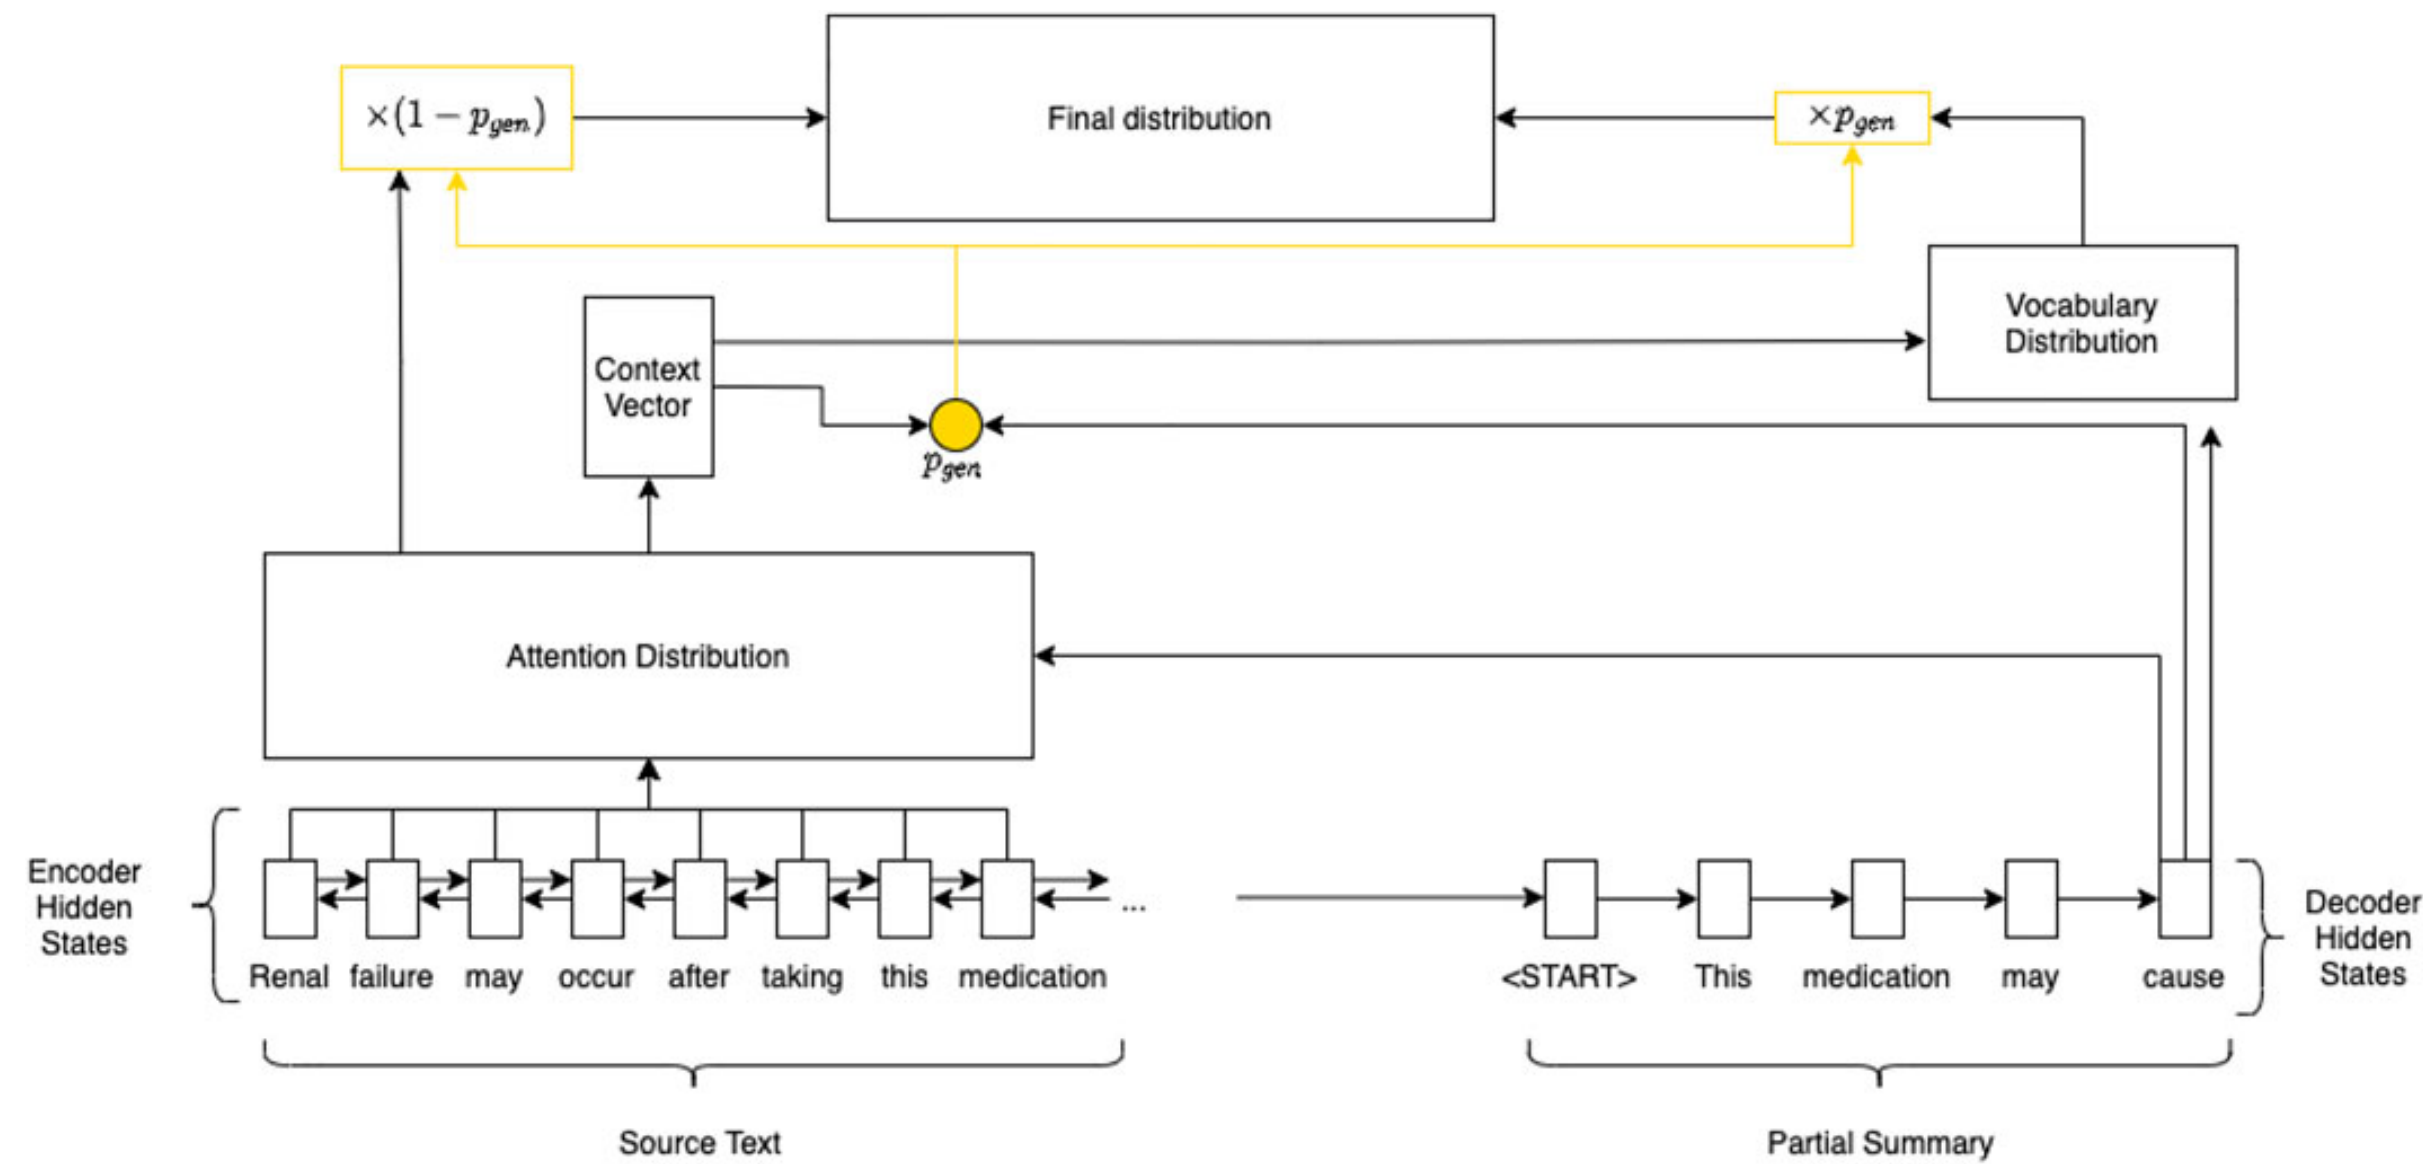 ×(1 − p_gen)
Final distribution
×p_gen
Vocabulary
Distribution
Context
Vector
p_gen
Attention Distribution
Encoder
Hidden
States
...
Decoder
Hidden
States
Renal failure may occur after taking this medication
<START> This medication may cause
Source Text
Partial Summary